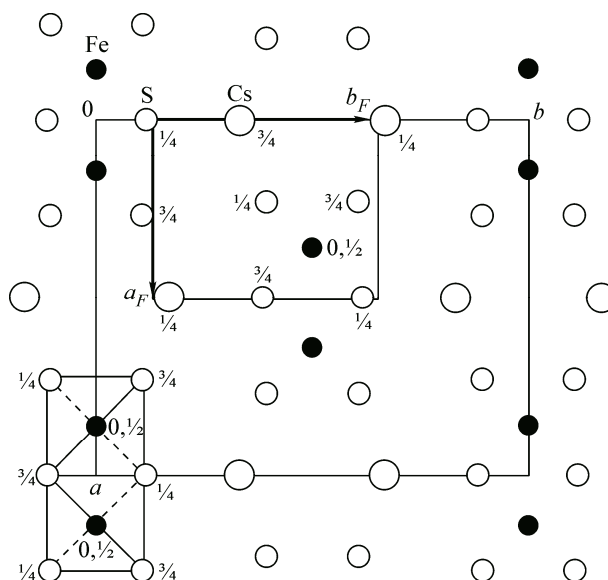 Fe
0 S Cs b_F b
¼ ¾ ¼
¼ ¾
¾
0,½
¾
a_F
¼ ¼
¼ ¾
0,½
¾ a ¼
0,½
¼ ¾